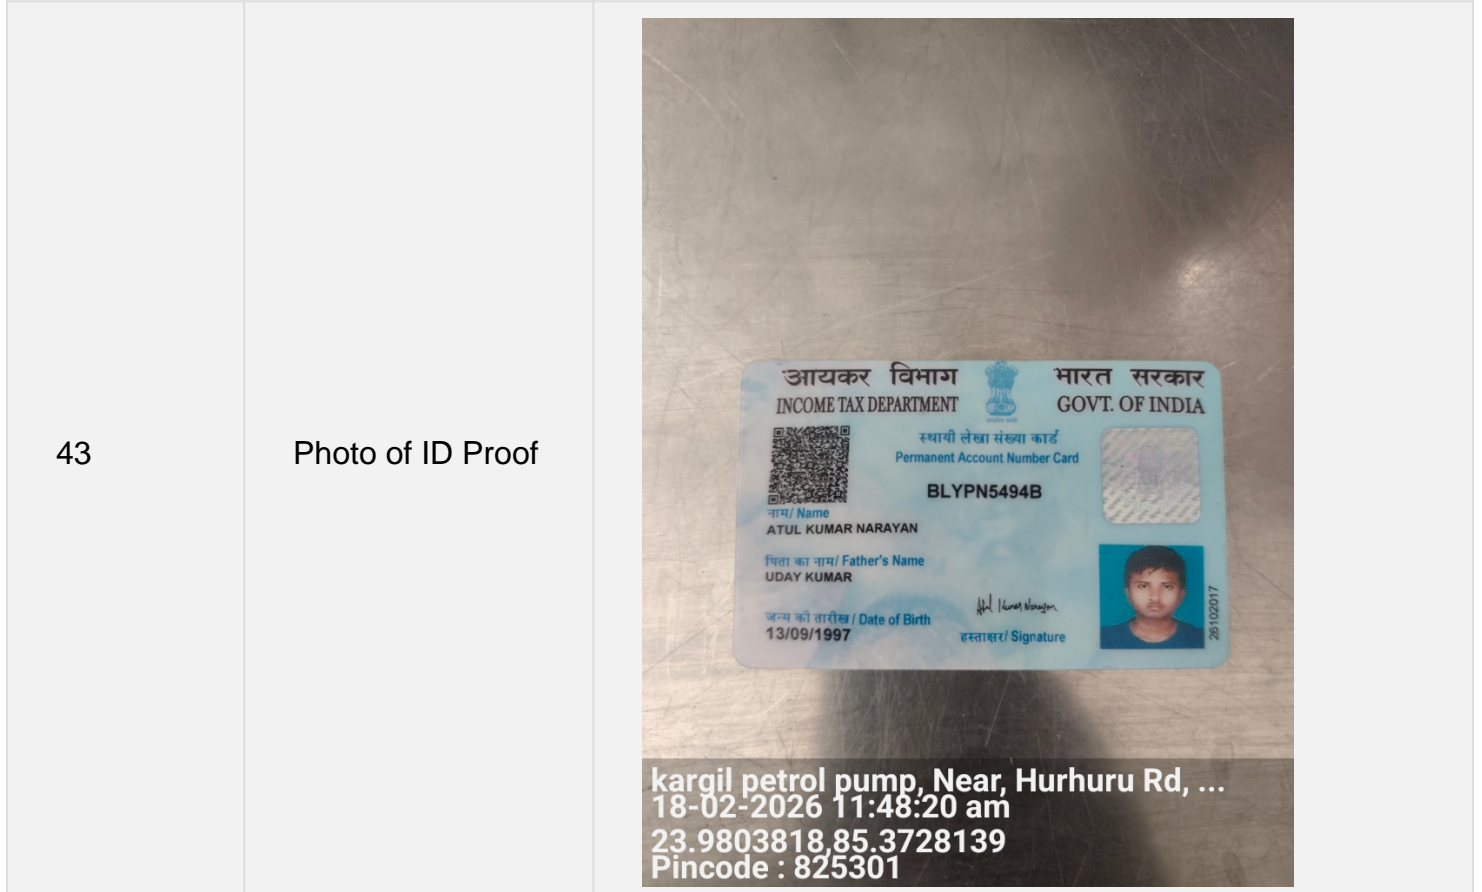 43
Photo of ID Proof
आयकर विभाग
INCOME TAX DEPARTMENT
भारत सरकार
GOVT. OF INDIA
स्थायी लेखा संख्या कार्ड
Permanent Account Number Card
BLYPN5494B
नाम/ Name
ATUL KUMAR NARAYAN
पिता का नाम/ Father's Name
UDAY KUMAR
जन्म की तारीख/ Date of Birth
13/09/1997
Atul Kumar Narayan
हस्ताक्षर/ Signature
26102017
kargil petrol pump, Near, Hurhuru Rd, ...
18-02-2026 11:48:20 am
23.9803818,85.3728139
Pincode : 825301